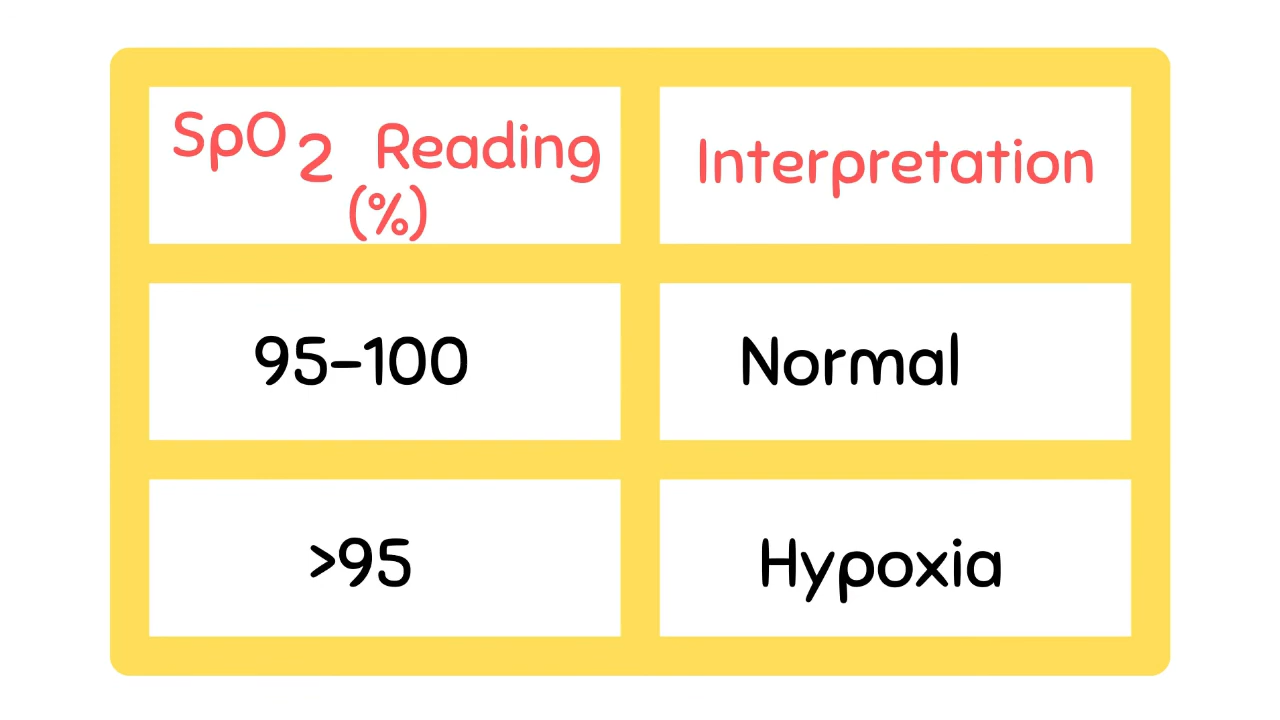 SpO2 Reading
(%)
Interpretation
95-100
Normal
>95
Hypoxia